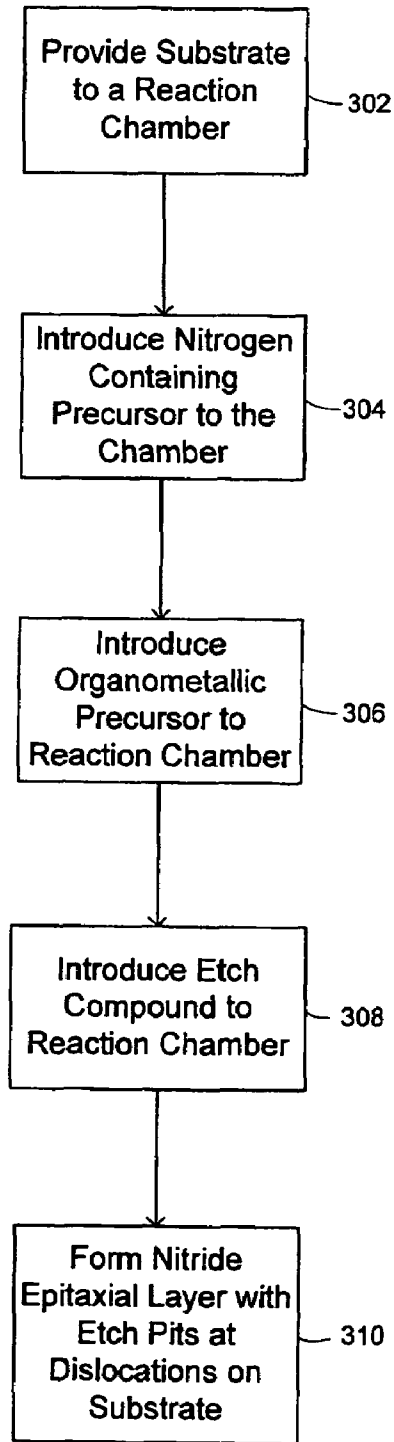 Provide Substrate
to a Reaction
Chamber
302
Introduce Nitrogen
Containing
Precursor to the
Chamber
304
Introduce
Organometallic
Precursor to
Reaction Chamber
306
Introduce Etch
Compound to
Reaction Chamber
308
Form Nitride
Epitaxial Layer with
Etch Pits at
Dislocations on
Substrate
310